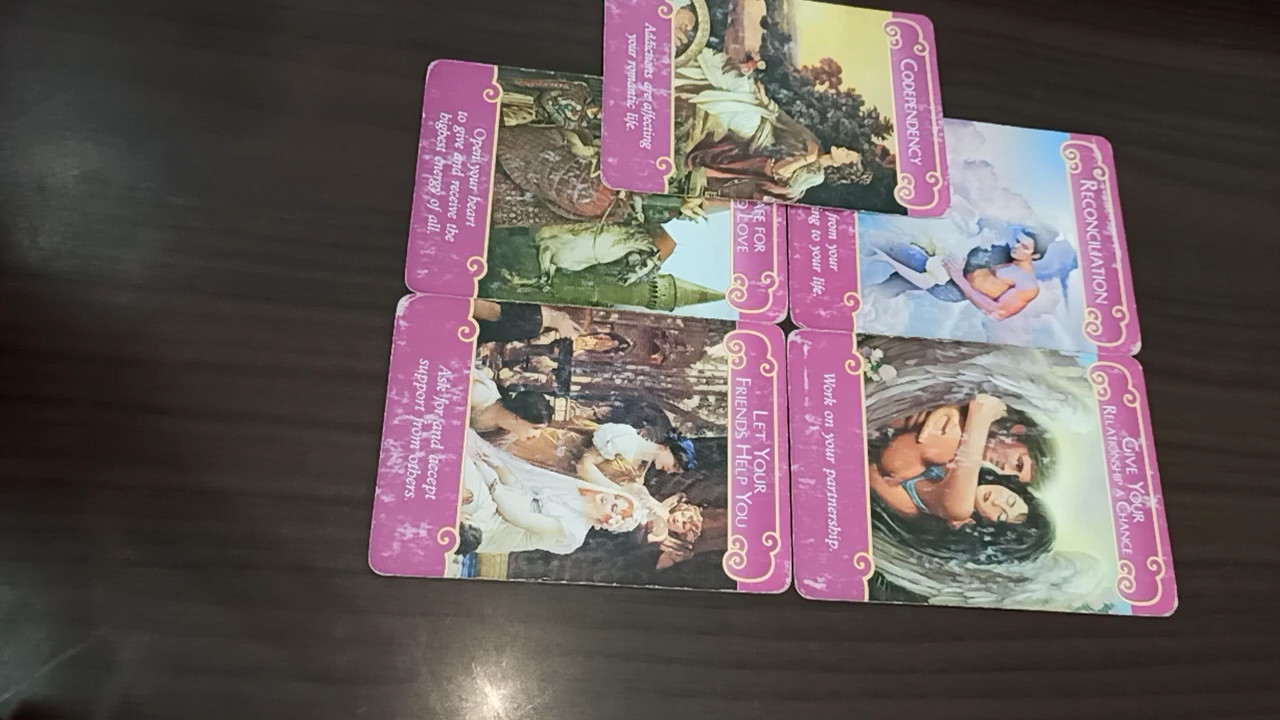 CODEPENDENCY
Addictions are affecting
your romantic life.
RECONCILIATION
from your
to your life.
FOR
LOVE
Open your heart
to give and receive the
highest energy of all.
LET YOUR
FRIENDS HELP YOU
Ask for and accept
support from others.
GIVE YOUR
RELATIONSHIP A CHANCE
Work on your partnership.